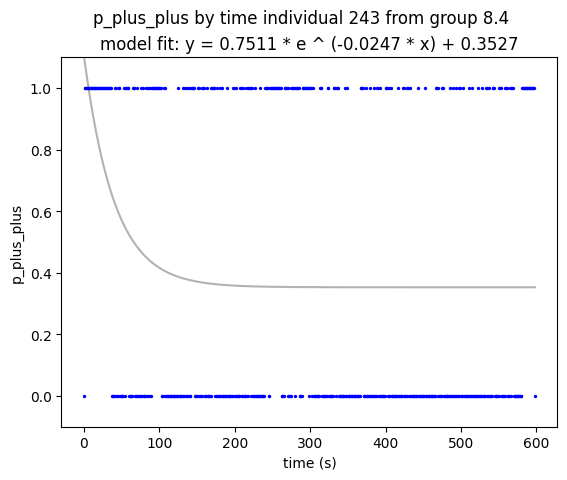 p_plus_plus by time individual 243 from group 8.4
model fit: y = 0.7511 * e ^ (-0.0247 * x) + 0.3527
1.0
0.8
0.6
0.4
0.2
0.0
p_plus_plus
0 100 200 300 400 500 600
time (s)